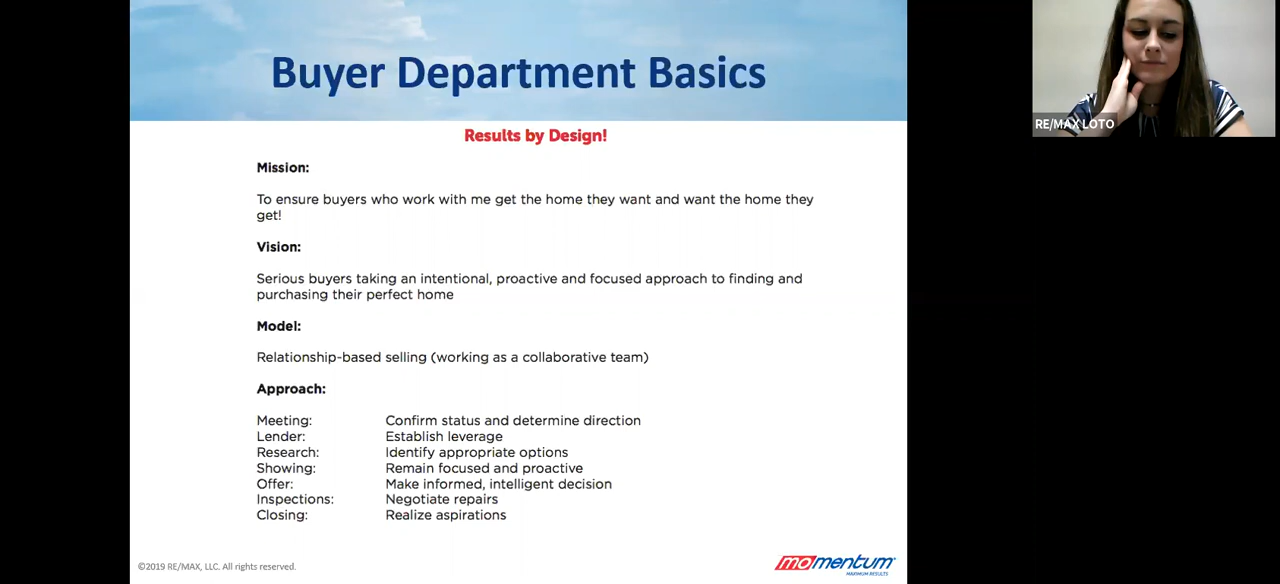 Buyer Department Basics
RE/MAX LOTO
Results by Design!
Mission:
To ensure buyers who work with me get the home they want and want the home they
get!
Vision:
Serious buyers taking an intentional, proactive and focused approach to finding and
purchasing their perfect home
Model:
Relationship-based selling (working as a collaborative team)
Approach:
Meeting: Confirm status and determine direction
Lender: Establish leverage
Research: Identify appropriate options
Showing: Remain focused and proactive
Offer: Make informed, intelligent decision
Inspections: Negotiate repairs
Closing: Realize aspirations
©2019 RE/MAX, LLC. All rights reserved.
momentum
MAXIMUM RESULTS